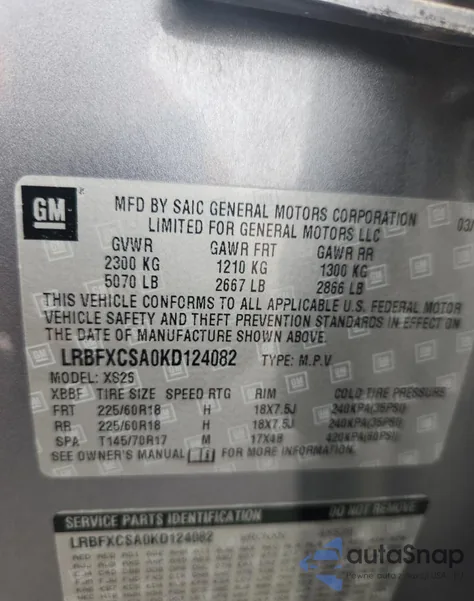 GM
MFD BY SAIC GENERAL MOTORS CORPORATION 03/
LIMITED FOR GENERAL MOTORS LLC
GVWR GAWR FRT GAWR RR
2300 KG 1210 KG 1300 KG
5070 LB 2667 LB 2866 LB
THIS VEHICLE CONFORMS TO ALL APPLICABLE U.S. FEDERAL MOTOR
VEHICLE SAFETY AND THEFT PREVENTION STANDARDS IN EFFECT ON
THE DATE OF MANUFACTURE SHOWN ABOVE.
LRBFXCSA0KD124082 TYPE: M.P.V
MODEL: XS25
XBBF TIRE SIZE SPEED RTG RIM COLD TIRE PRESSURE
FRT 225/60R18 H 18X7.5J 240KPA(35PSI)
RR 225/60R18 H 18X7.5J 240KPA(35PSI)
SPA T145/70R17 M 17X4B 420KPA(60PSI)
SEE OWNER'S MANUAL FOR MORE INFORMATION.
SERVICE PARTS IDENTIFICATION DO NOT REMOVE
LRBFXCSA0KD124082
autoSnap